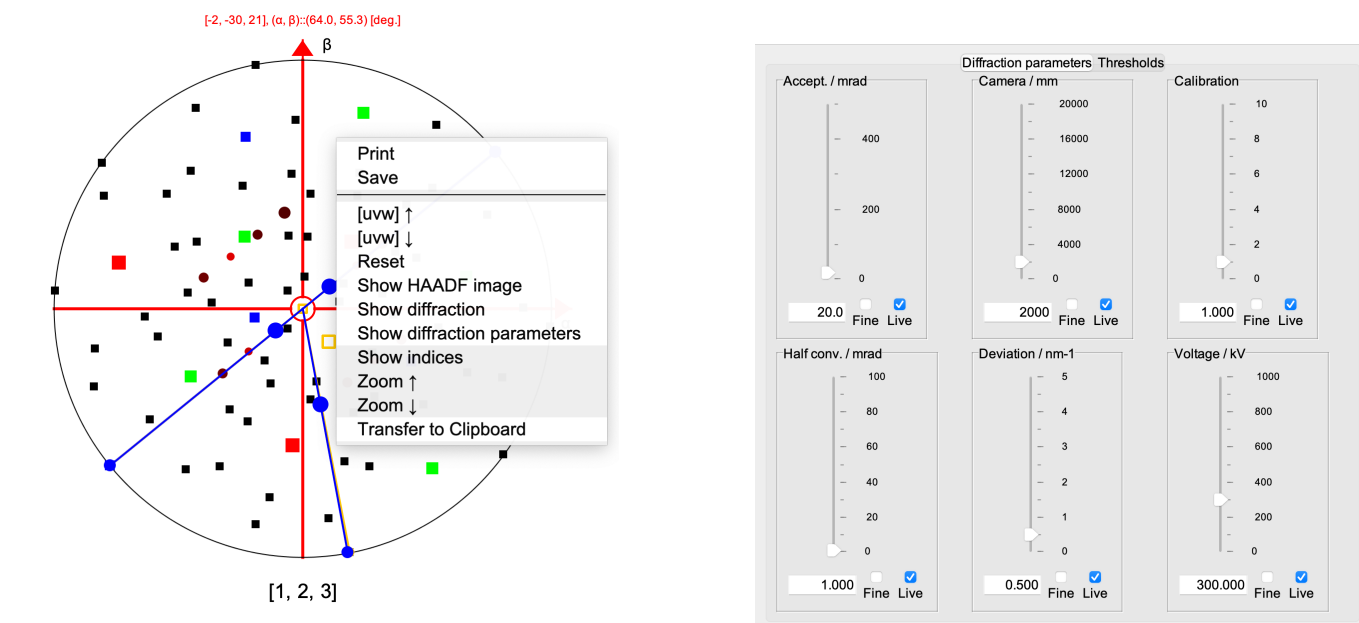 [-2, -30, 21], (α, β)::(64.0, 55.3) [deg.]
β
Print
Save
[uvw] ↑
[uvw] ↓
Reset
Show HAADF image
Show diffraction
Show diffraction parameters
Show indices
Zoom ↑
Zoom ↓
Transfer to Clipboard
[1, 2, 3]
Diffraction parameters Thresholds
Accept. / mrad
400
200
0
20.0 Fine Live
Camera / mm
20000
16000
12000
8000
4000
0
2000 Fine Live
Calibration
10
8
6
4
2
0
1.000 Fine Live
Half conv. / mrad
100
80
60
40
20
0
1.000 Fine Live
Deviation / nm-1
5
4
3
2
1
0
0.500 Fine Live
Voltage / kV
1000
800
600
400
200
0
300.000 Fine Live